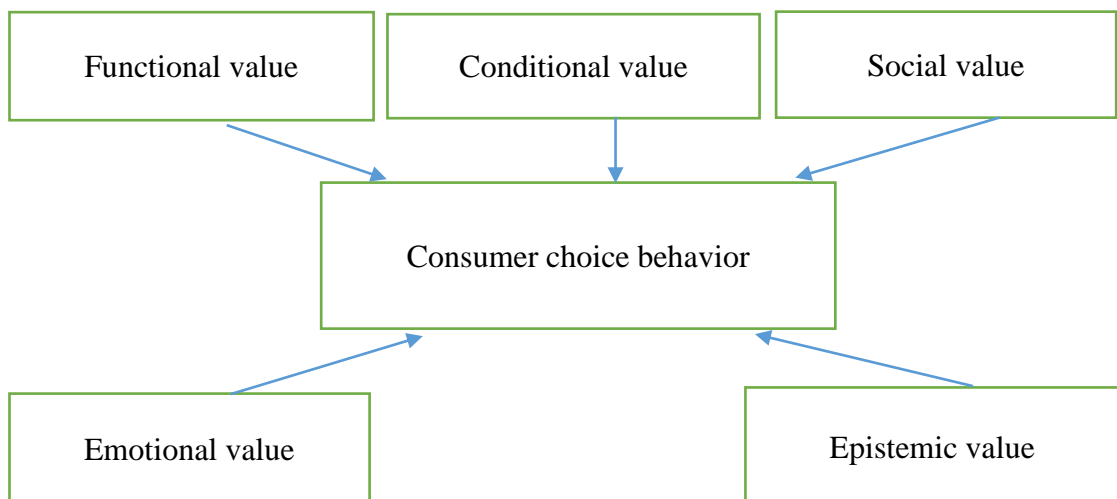 Functional value
Conditional value
Social value
Consumer choice behavior
Emotional value
Epistemic value